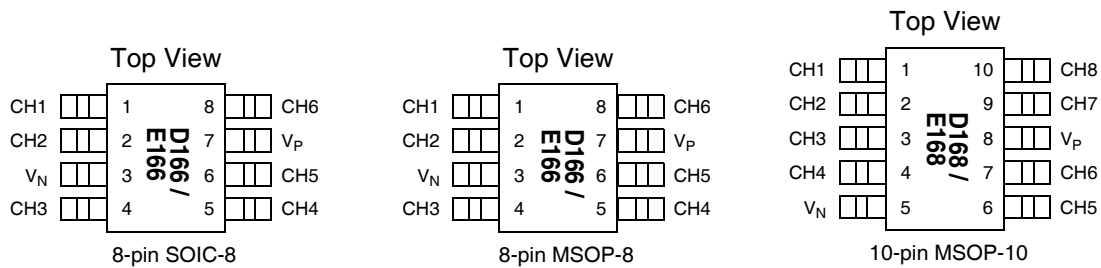 Top View
CH1 1 8 CH6
CH2 2 7 VP
VN 3 6 CH5
CH3 4 5 CH4
D166 /
E166
8-pin SOIC-8
Top View
CH1 1 8 CH6
CH2 2 7 VP
VN 3 6 CH5
CH3 4 5 CH4
D166 /
E166
8-pin MSOP-8
Top View
CH1 1 10 CH8
CH2 2 9 CH7
CH3 3 8 VP
CH4 4 7 CH6
VN 5 6 CH5
D168 /
E168
10-pin MSOP-10